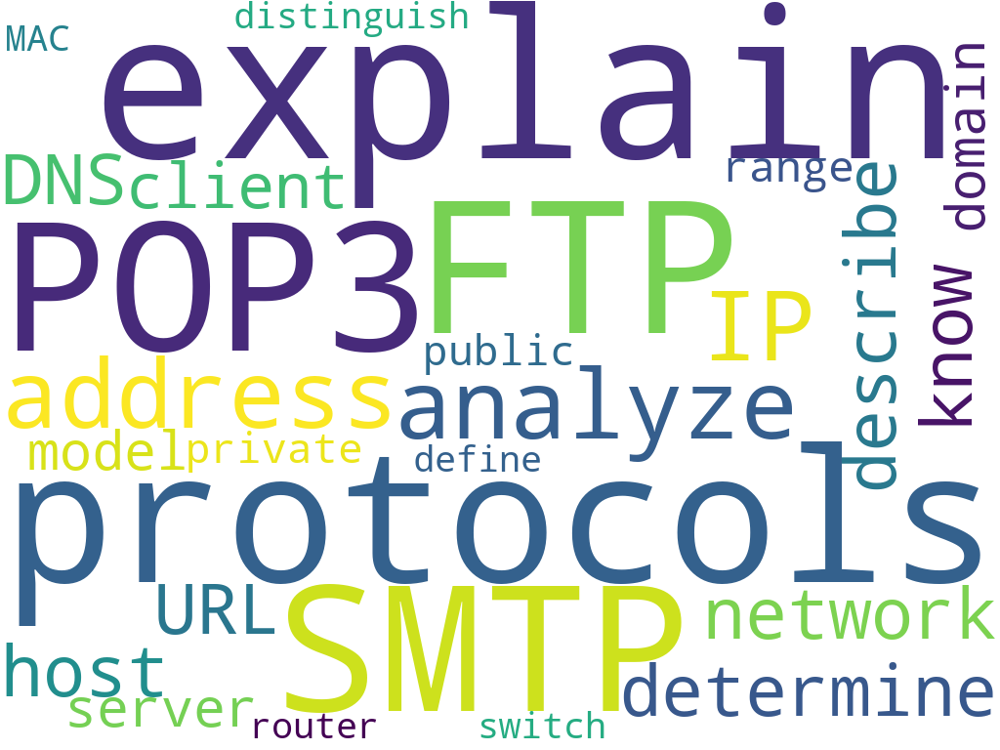 distinguish
MAC
explain
domain
DNS
client
range
describe
POP3
FTP
know
IP
public
address
analyze
model
private
define
protocols
URL
SMTP
network
host
determine
server
router
switch